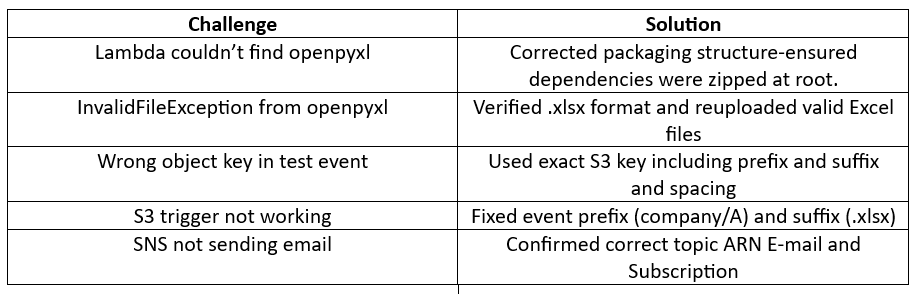 Challenge Solution
Lambda couldn't find openpyxl Corrected packaging structure-ensured
dependencies were zipped at root.
InvalidFileException from openpyxl Verified .xlsx format and reuploaded valid Excel
files
Wrong object key in test event Used exact S3 key including prefix and suffix
and spacing
S3 trigger not working Fixed event prefix (company/A) and suffix (.xlsx)
SNS not sending email Confirmed correct topic ARN E-mail and
Subscription